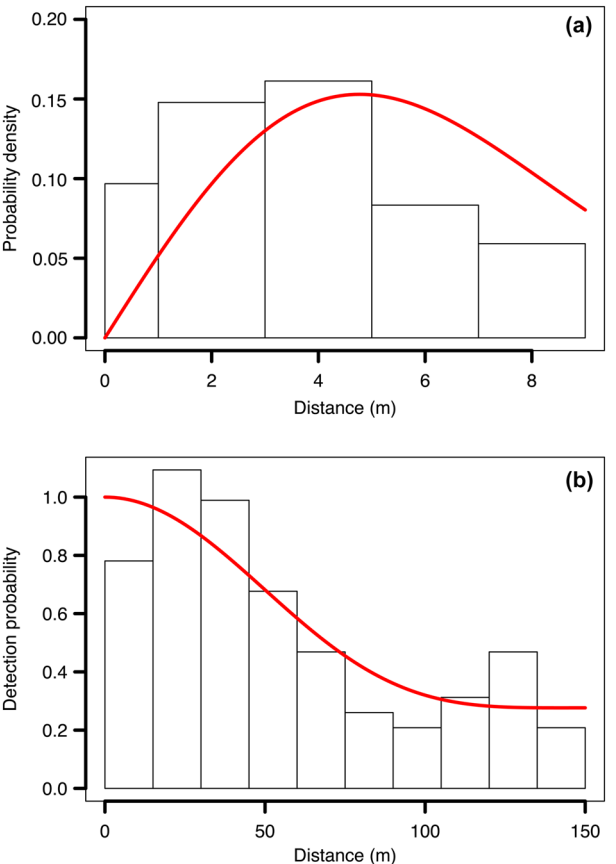 (a)
Probability density
0.20
0.15
0.10
0.05
0.00
0 2 4 6 8
Distance (m)
(b)
Detection probability
1.0
0.8
0.6
0.4
0.2
0.0
0 50 100 150
Distance (m)